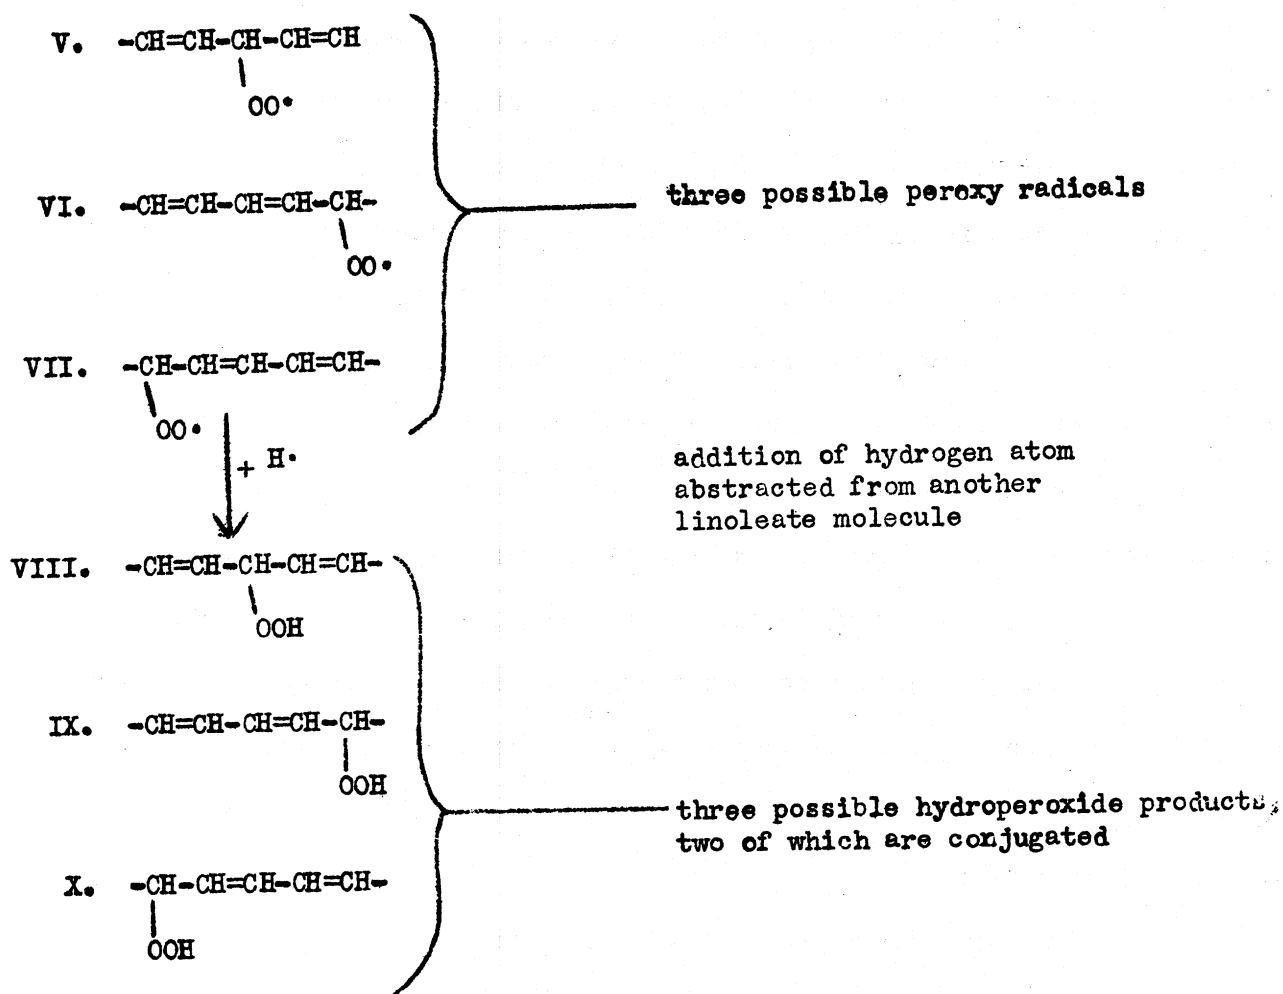 V. -CH=CH-CH-CH=CH
OO•
VI. -CH=CH-CH=CH-CH-
OO•
three possible peroxy radicals
VII. -CH-CH=CH-CH=CH-
OO•
+ H•
addition of hydrogen atom
abstracted from another
linoleate molecule
VIII. -CH=CH-CH-CH=CH-
OOH
IX. -CH=CH-CH=CH-CH-
OOH
three possible hydroperoxide products,
two of which are conjugated
X. -CH-CH=CH-CH=CH-
OOH